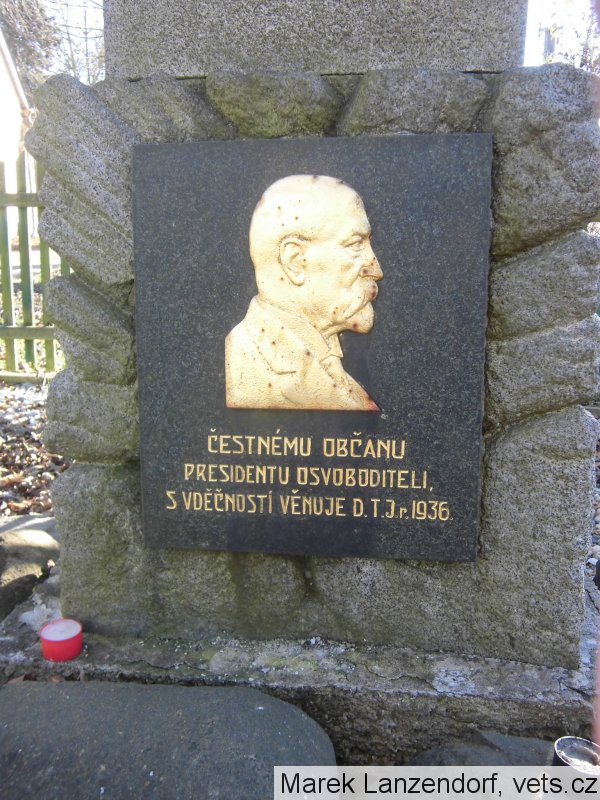 ČESTNÉMU OBČANU
PRESIDENTU OSVOBODITELI,
S VDĚČNOSTÍ VĚNUJE D.T.J. r. 1936.
Marek Lanzendorf, vets.cz